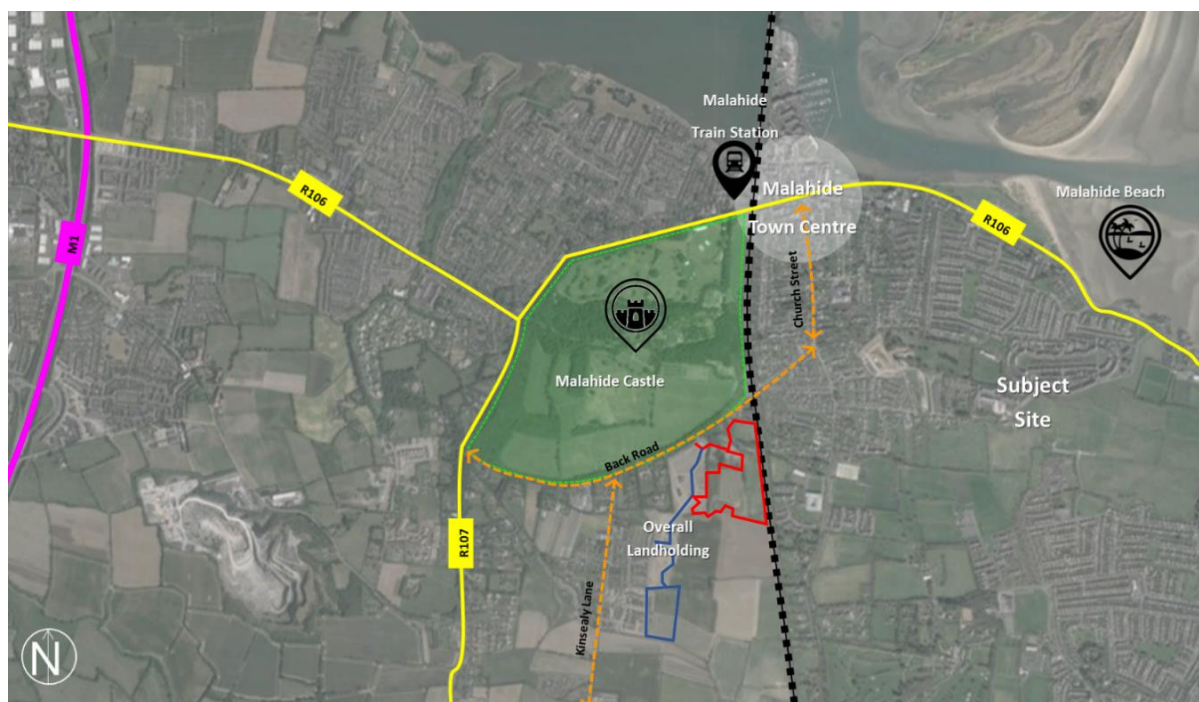 Malahide
Train Station
Malahide
Town Centre
Malahide Beach
R106
R106
M1
Church Street
Malahide Castle
Subject
Site
Back Road
Overall
Landholding
R107
Kinsealy Lane
N